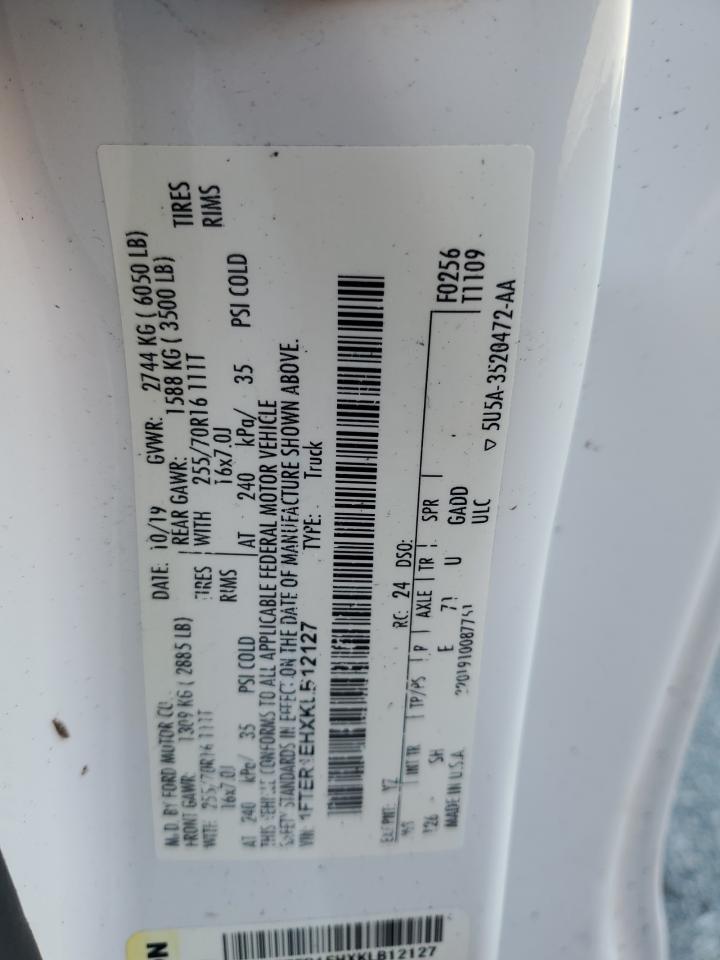 MFD. BY FORD MOTOR CO. DATE: 10/19 GVWR: 2744 KG ( 6050 LB)
FRONT GAWR: 1309 KG ( 2885 LB) REAR GAWR: 1588 KG ( 3500 LB)
WITH 255/70R16 111T TIRES WITH 255/70R16 111T TIRES
16x7.0J RIMS 16x7.0J RIMS
AT 240 kPa/ 35 PSI COLD AT 240 kPa/ 35 PSI COLD
THIS VEHICLE CONFORMS TO ALL APPLICABLE FEDERAL MOTOR VEHICLE
SAFETY STANDARDS IN EFFECT ON THE DATE OF MANUFACTURE SHOWN ABOVE.
VIN: 1FTER1EHXKLB12127 TYPE: Truck
EXT PNT: YZ RC: 24 DSO: F0256
INT TR TP/PS R AXLE TR SPR T1109
126 SH E 7 U GADD
MADE IN U.S.A. ULC
▽ 5U5A-3520472-AA
EHXKLB12127